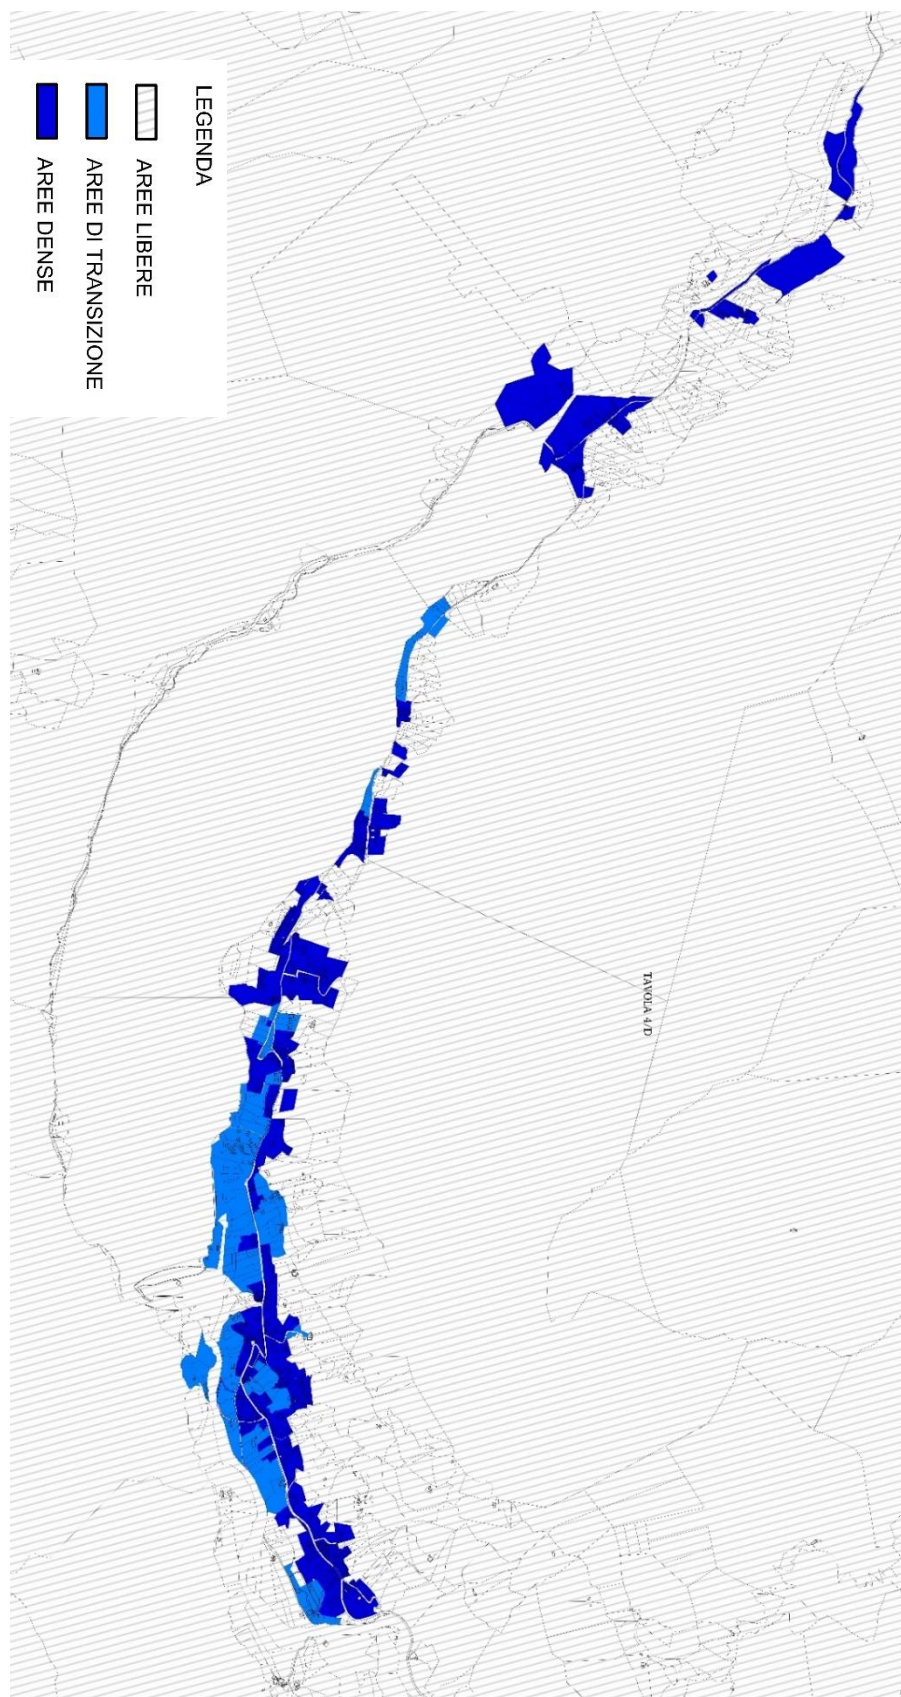 LEGENDA
AREE LIBERE
AREE DI TRANSIZIONE
AREE DENSE
TAVOLA 4/D